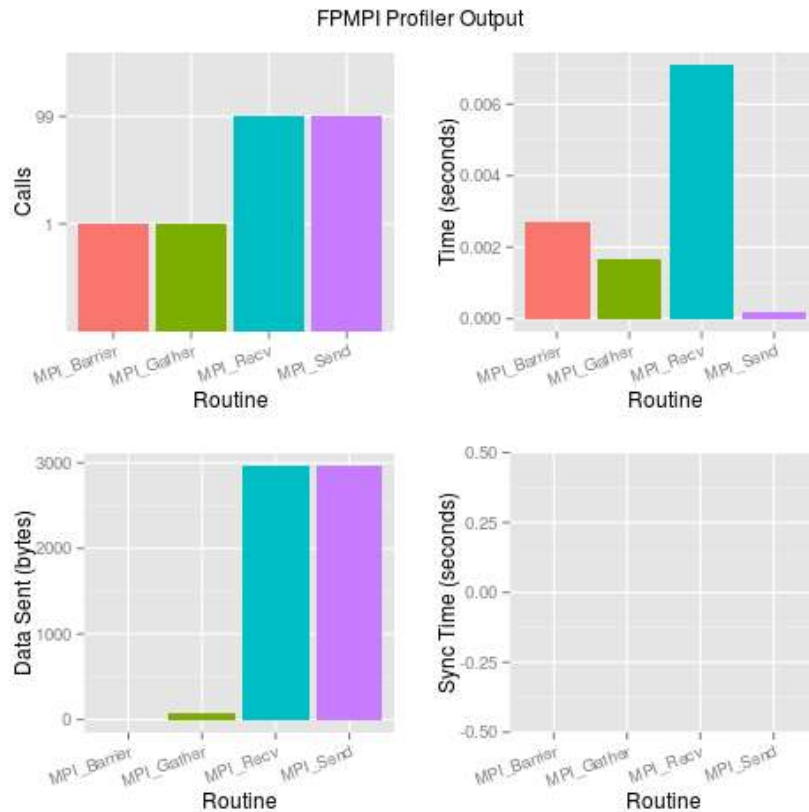 FPMPI Profiler Output
Calls
99
1
MPI_Barrier MPI_Gather MPI_Recv MPI_Send
Routine
Time (seconds)
0.006
0.004
0.002
0.000
MPI_Barrier MPI_Gather MPI_Recv MPI_Send
Routine
Data Sent (bytes)
3000
2000
1000
0
MPI_Barrier MPI_Gather MPI_Recv MPI_Send
Routine
Sync Time (seconds)
0.50
0.25
0.00
-0.25
-0.50
MPI_Barrier MPI_Gather MPI_Recv MPI_Send
Routine